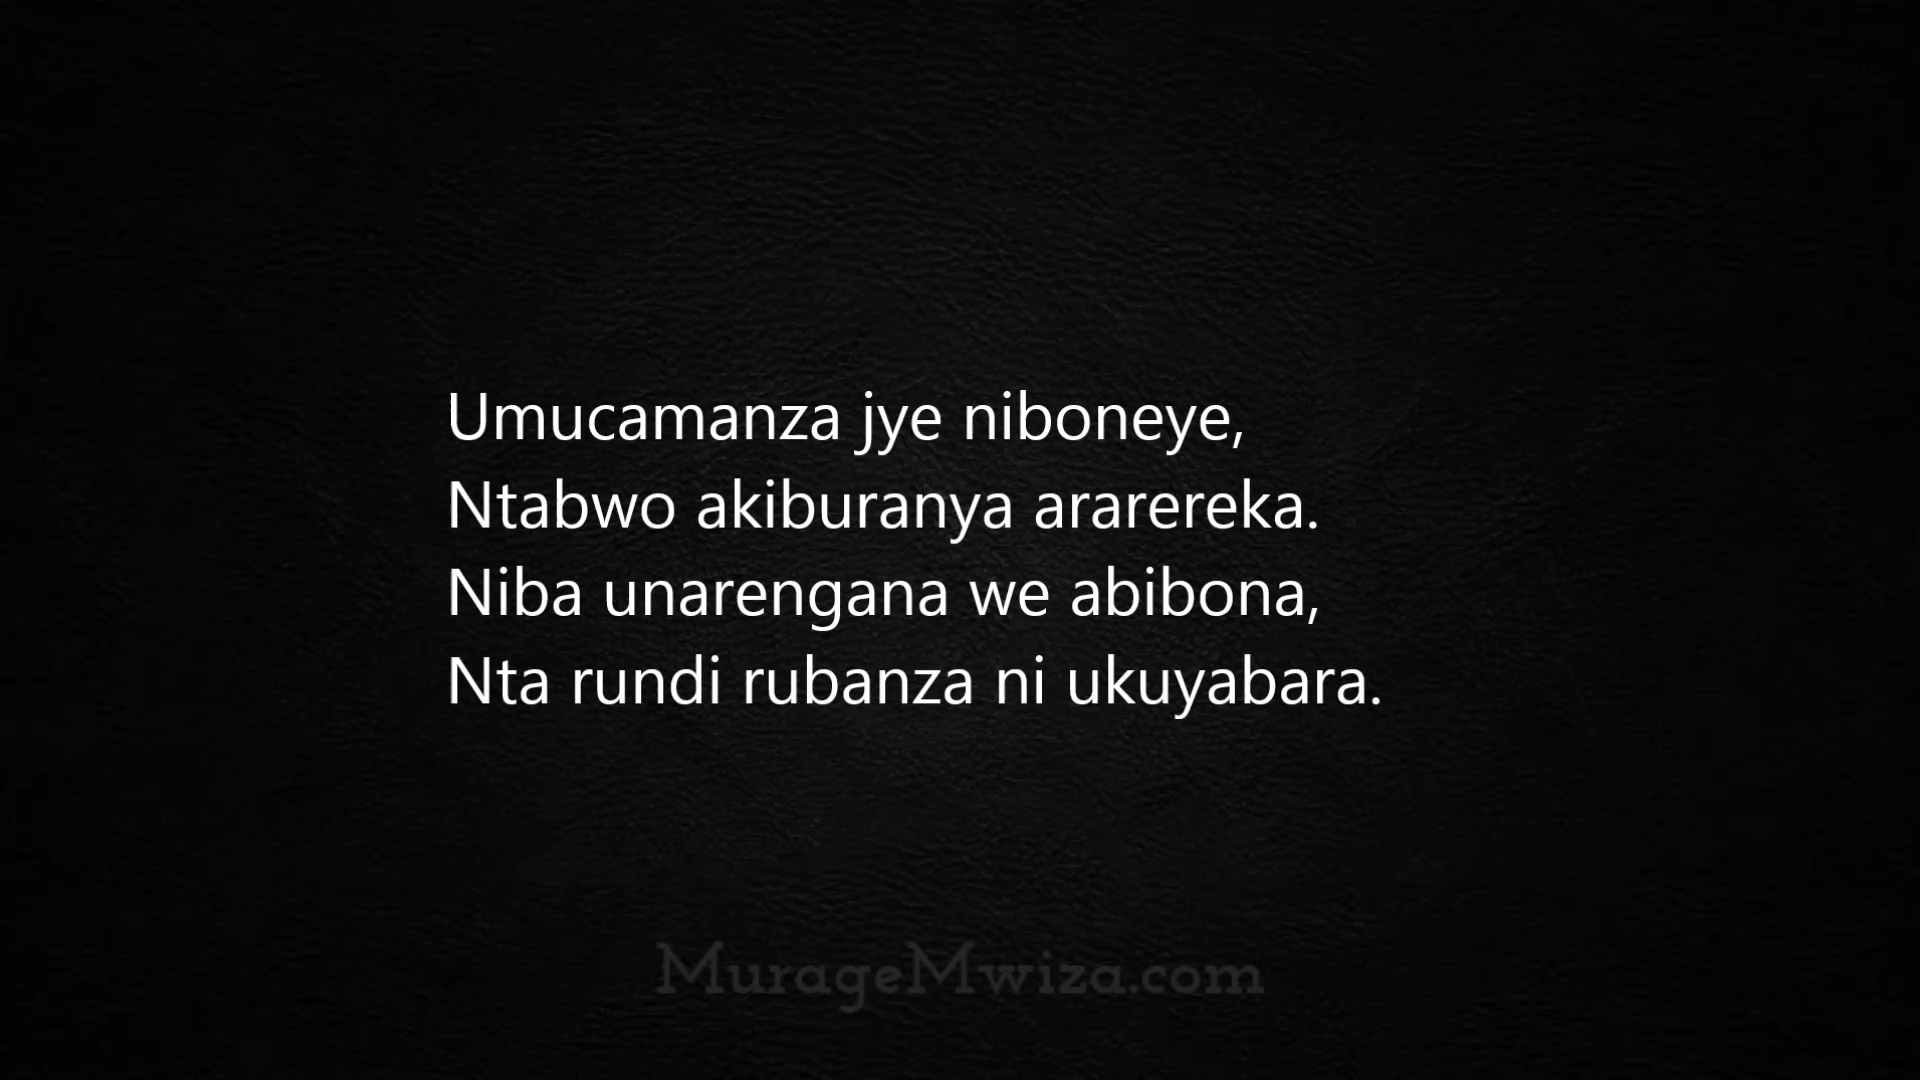 Umucamanza jye niboneye,
Ntabwo akiburanya ararereka.
Niba unarengana we abibona,
Nta rundi rubanza ni ukuyabara.
MurageMwiza.com